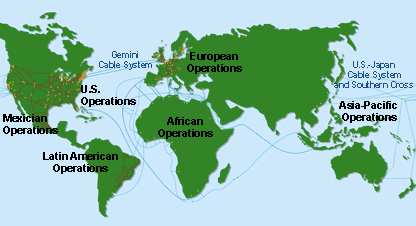 Gemini
Cable System
European
Operations
U.S.-Japan
Cable System
and Southern Cross
U.S.
Operations
Asia-Pacific
Operations
Mexican
Operations
African
Operations
Latin American
Operations